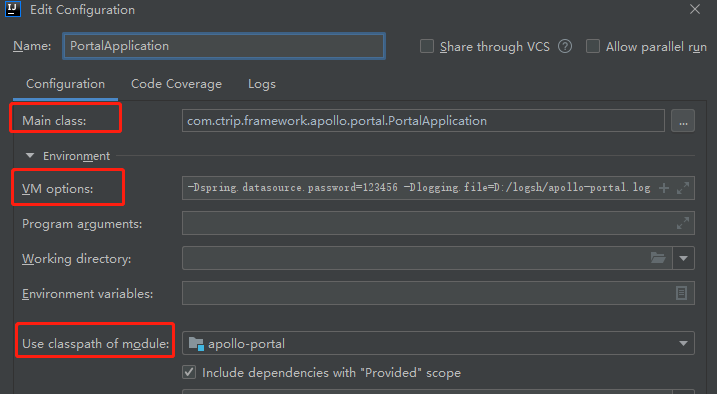 IJ Edit Configuration
Name: PortalApplication Share through VCS ? Allow parallel run
Configuration Code Coverage Logs
Main class: com.ctrip.framework.apollo.portal.PortalApplication ...
Environment
VM options: -Dspring.datasource.password=123456 -Dlogging.file=D:/logsh/apollo-portal.log
Program arguments:
Working directory:
Environment variables:
Use classpath of module: apollo-portal
Include dependencies with "Provided" scope